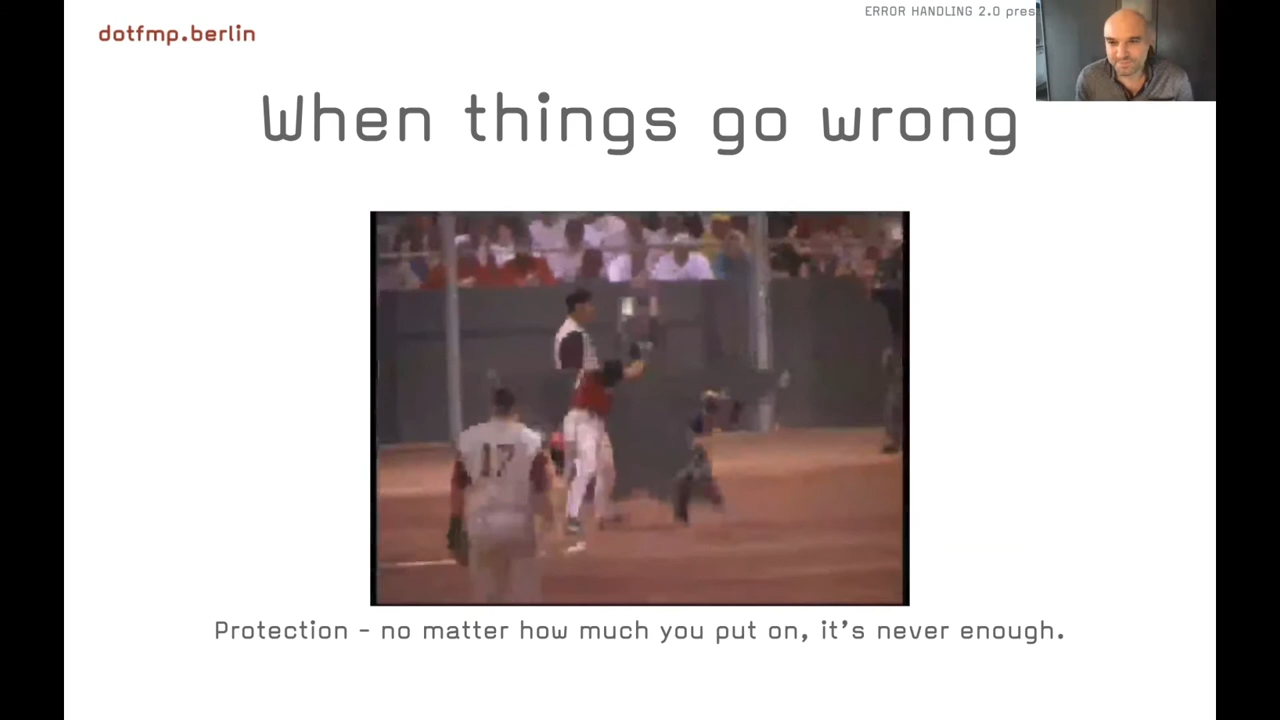 dotfmp.berlin
ERROR HANDLING 2.0 pres
When things go wrong
17
Protection - no matter how much you put on, it's never enough.